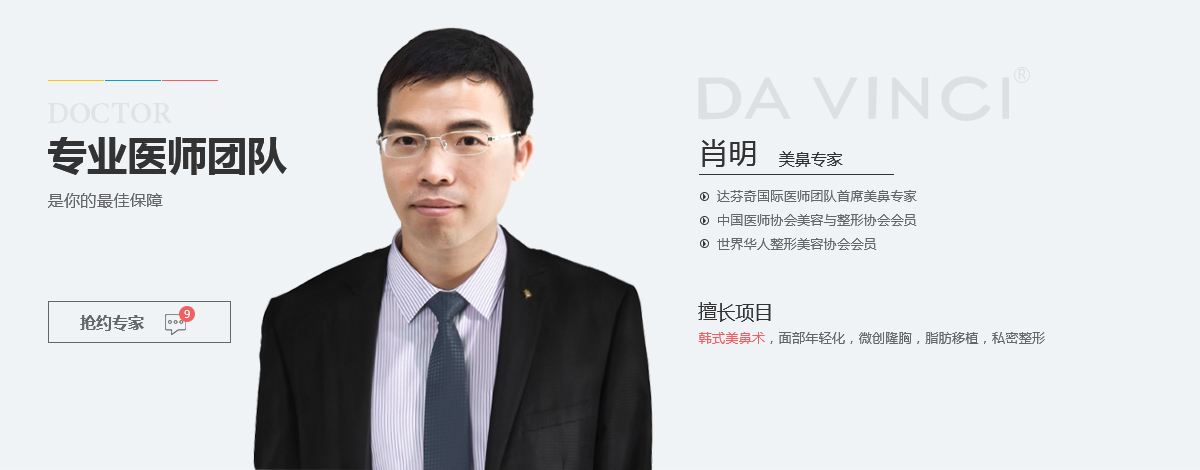 DOCTOR
专业医师团队
是你的最佳保障
抢约专家
9
DA VINCI®
肖明 美鼻专家
达芬奇国际医师团队首席美鼻专家
中国医师协会美容与整形协会会员
世界华人整形美容协会会员
擅长项目
韩式美鼻术，面部年轻化，微创隆胸，脂肪移植，私密整形